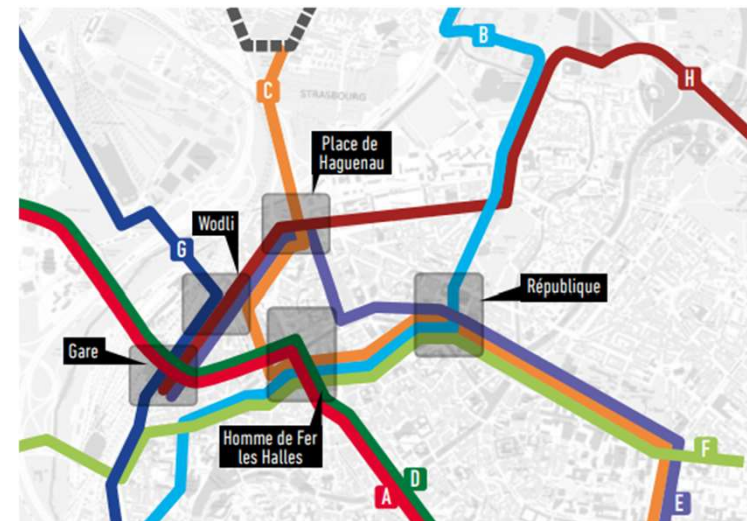 B
C
H
STRASBOURG
Place de
Haguenau
Wodli
G
République
Gare
Homme de Fer
les Halles
F
D
A
E